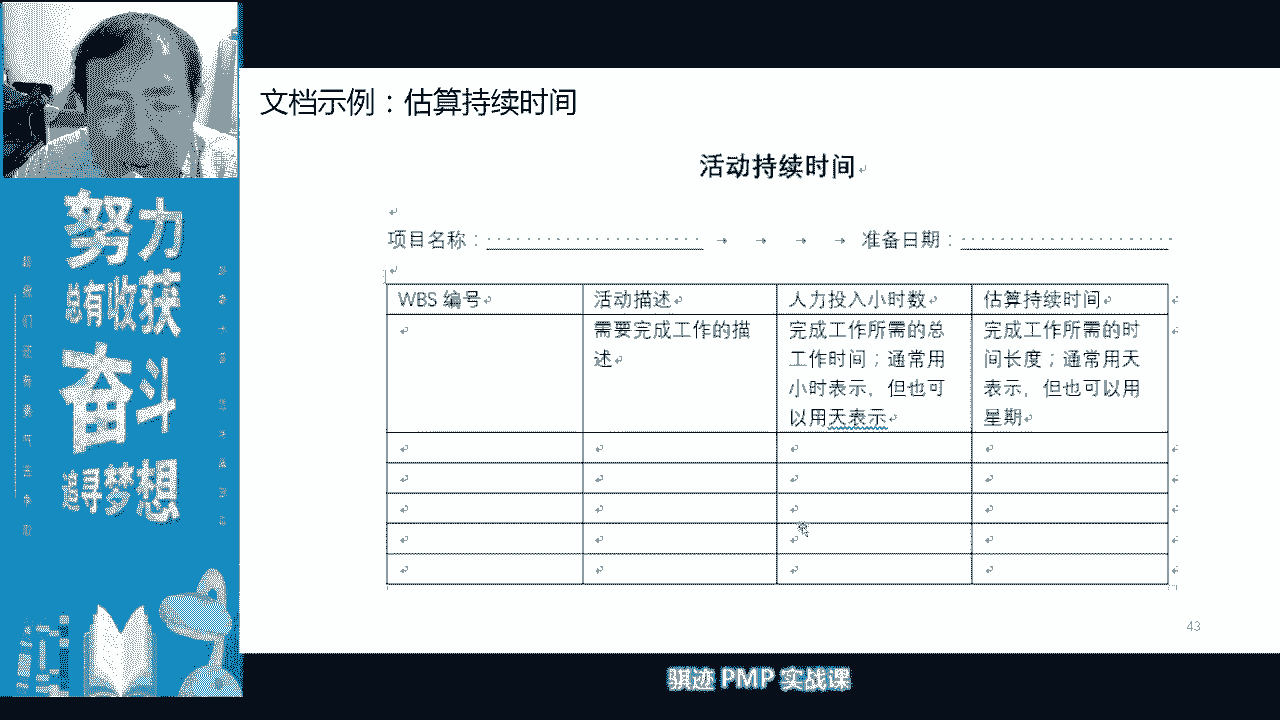 文档示例：估算持续时间
活动持续时间
项目名称： 准备日期：
WBS 编号 活动描述 人力投入小时数 估算持续时间
需要完成工作的描述
完成工作所需的总工作时间；通常用小时表示，但也可以用天表示
完成工作所需的时间长度；通常用天表示，但也可以用星期
努力
总有收获
奋斗
追寻梦想
43
骐迹 PMP 实战课